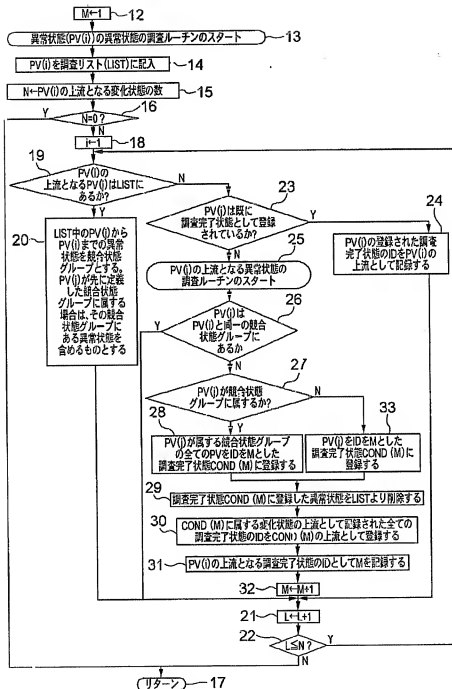 M←1
12
異常状態(PV(i))の異常状態の調査ルーチンのスタート
13
PV(i)を調査リスト(LIST)に記入
14
N←PV(i)の上流となる変化状態の数
15
16
Y
N=0?
N
i←1
18
19
PV(i)の
上流となるPV(j)はLISTに
あるか?
N
Y
20
LIST中のPV(j)から
PV(i)までの異常
状態を競合状態
グループとする。
PV(j)が先に定義
した競合状態
グループに属する
場合は、その競合
状態グループに
ある異常状態を
含めるものとする
23
PV(j)は既に
調査完了状態として登録
されているか?
Y
N
24
PV(j)の登録された調査
完了状態のIDをPV(i)の
上流として記録する
25
PV(i)の上流となる異常状態の
調査ルーチンのスタート
26
PV(j)は
PV(i)と同一の競合
状態グループに
あるか
Y
N
27
PV(j)が競合状態
グループに属するか?
N
Y
28
PV(j)が属する競合状態グループ
の全てのPVをIDをMとした
調査完了状態COND (M)に登録する
33
PV(j)をIDをMとした
調査完了状態COND (M)に
登録する
29
調査完了状態COND (M)に登録した異常状態をLISTより削除する
30
COND (M)に属する変化状態の上流として記録された全ての
調査完了状態のIDをCOND (M)の上流として登録する
31
PV(i)の上流となる調査完了状態のIDとしてMを記録する
32
M←M+1
21
L←L+1
22
L≦N?
Y
N
リターン
17